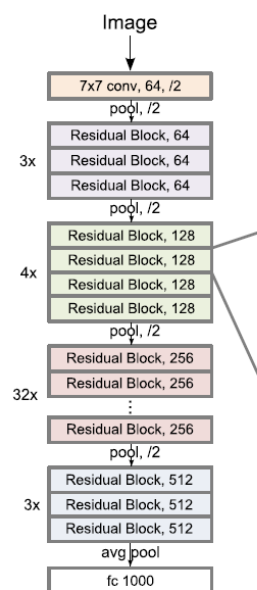 Image
7x7 conv, 64, /2
pool, /2
Residual Block, 64
3x
Residual Block, 64
Residual Block, 64
pool, /2
Residual Block, 128
Residual Block, 128
4x
Residual Block, 128
Residual Block, 128
pool, /2
Residual Block, 256
Residual Block, 256
32x
⋮
Residual Block, 256
pool, /2
Residual Block, 512
3x
Residual Block, 512
Residual Block, 512
avg pool
fc 1000